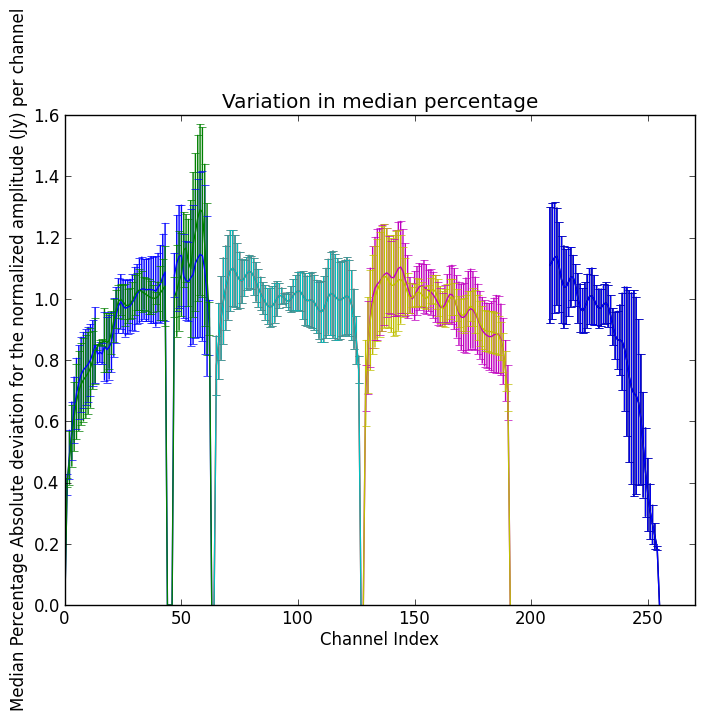 Variation in median percentage
Median Percentage Absolute deviation for the normalized amplitude (Jy) per channel
1.6
1.4
1.2
1.0
0.8
0.6
0.4
0.2
0.0
0 50 100 150 200 250
Channel Index